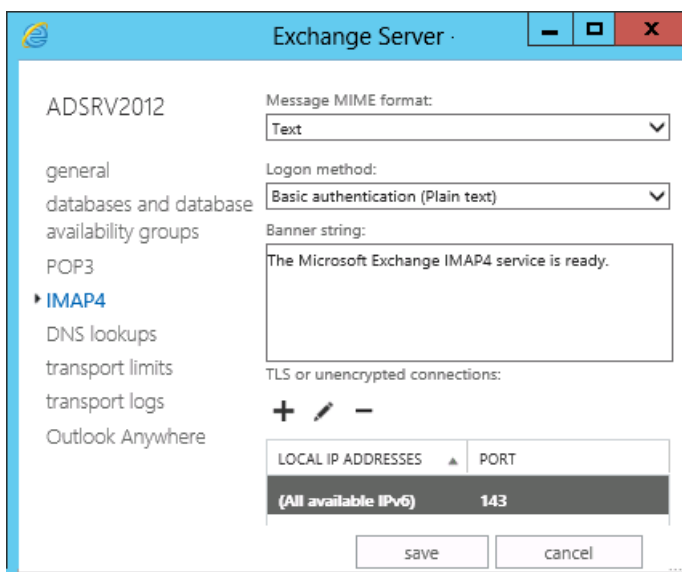 Exchange Server -
ADSRV2012
general
databases and database
availability groups
POP3
IMAP4
DNS lookups
transport limits
transport logs
Outlook Anywhere
Message MIME format:
Text
Logon method:
Basic authentication (Plain text)
Banner string:
The Microsoft Exchange IMAP4 service is ready.
TLS or unencrypted connections:
LOCAL IP ADDRESSES PORT
(All available IPv6) 143
save cancel